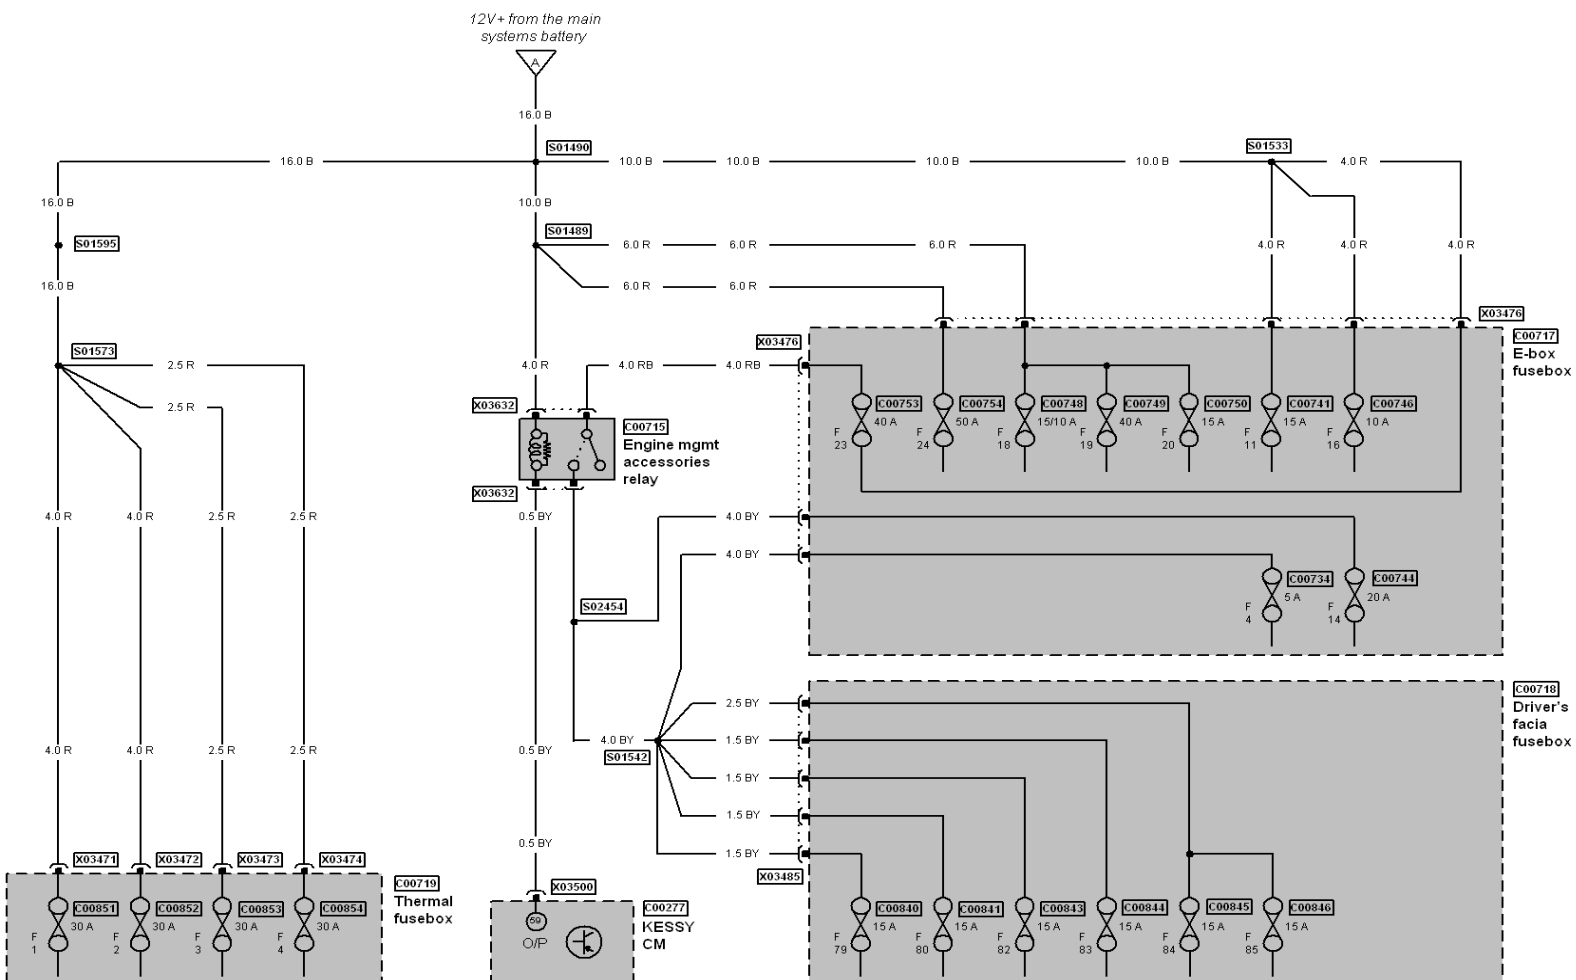 12V+ from the main
systems battery
A
16.0 B
S01490
S01533
16.0 B
10.0 B
10.0 B
10.0 B
10.0 B
4.0 R
16.0 B
10.0 B
S01489
S01595
6.0 R
6.0 R
6.0 R
4.0 R
4.0 R
4.0 R
16.0 B
6.0 R
6.0 R
X03476
X03476
C00717
E-box
fusebox
S01573
2.5 R
4.0 R
4.0 RB
4.0 RB
2.5 R
X03632
C00753
40 A
F
23
C00754
50 A
F
24
C00748
15/10 A
F
18
C00749
40 A
F
19
C00750
15 A
F
20
C00741
15 A
F
11
C00746
10 A
F
16
C00715
Engine mgmt
accessories
relay
X03632
4.0 R
4.0 R
2.5 R
2.5 R
0.5 BY
4.0 BY
4.0 BY
S02454
C00734
5 A
F
4
C00744
20 A
F
14
C00718
Driver's
facia
fusebox
2.5 BY
4.0 BY
1.5 BY
S01542
4.0 R
4.0 R
2.5 R
2.5 R
0.5 BY
1.5 BY
1.5 BY
0.5 BY
1.5 BY
X03485
X03471
X03472
X03473
X03474
C00719
Thermal
fusebox
X03500
C00277
KESSY
CM
59
O/P
C00851
30 A
F
1
C00852
30 A
F
2
C00853
30 A
F
3
C00854
30 A
F
4
C00840
15 A
F
79
C00841
15 A
F
80
C00843
15 A
F
82
C00844
15 A
F
83
C00845
15 A
F
84
C00846
15 A
F
85